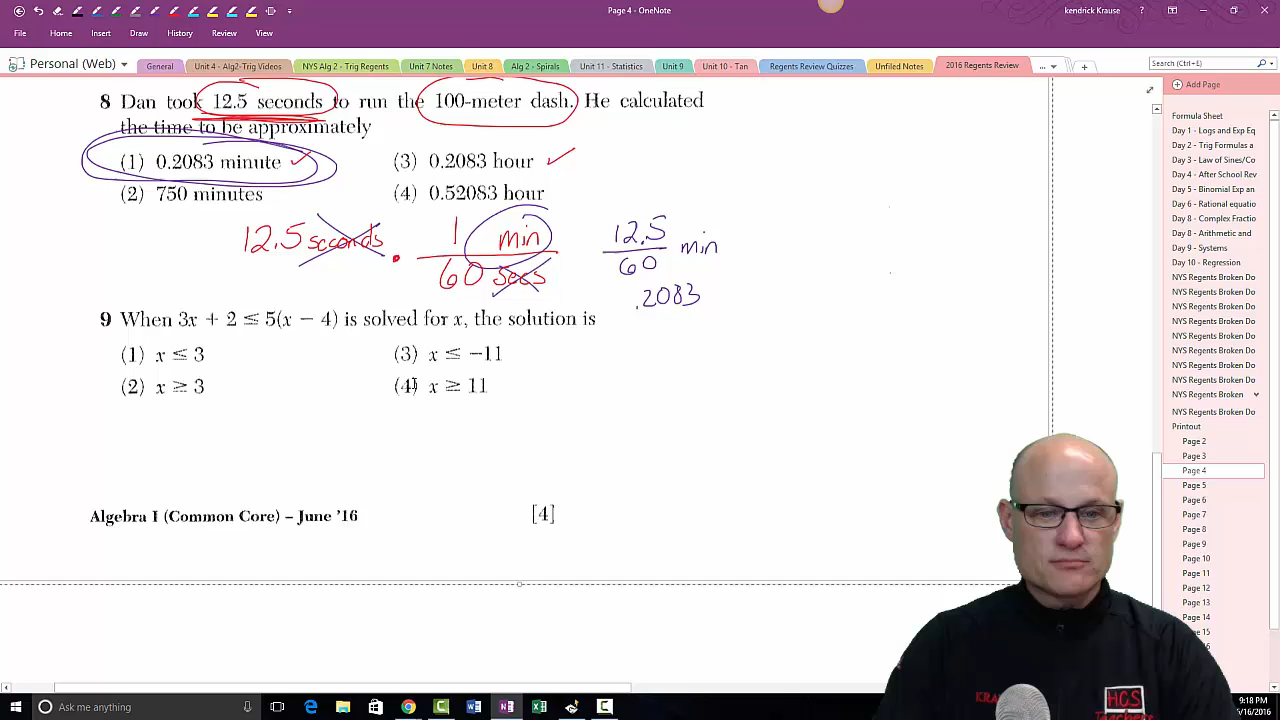 Page 4 - OneNote
kendrick Krause
File Home Insert Draw History Review View
Personal (Web) General Unit 4 - Alg2-Trig Videos NYS Alg 2 - Trig Regents Unit 7 Notes Unit 8 Alg 2 - Spirals Unit 11 - Statistics Unit 9 Unit 10 - Tan Regents Review Quizzes Unfiled Notes 2016 Regents Review ... Search (Ctrl+E)
Add Page
Formula Sheet
Day 1 - Logs and Exp Eq
Day 2 - Trig Formulas a
Day 3 - Law of Sines/Co
Day 4 - After School Rev
Day 5 - Binomial Exp an
Day 6 - Rational equatio
Day 8 - Complex Fractio
Day 8 - Arithmetic and
Day 9 - Systems
Day 10 - Regression
NYS Regents Broken Do
NYS Regents Broken Do
NYS Regents Broken Do
NYS Regents Broken Do
NYS Regents Broken Do
NYS Regents Broken Do
NYS Regents Broken Do
NYS Regents Broken Do
NYS Regents Broken
NYS Regents Broken Do
Printout
Page 2
Page 3
Page 4
Page 5
Page 6
Page 7
Page 8
Page 9
Page 10
Page 11
Page 12
Page 13
Page 14
8 Dan took 12.5 seconds to run the 100-meter dash. He calculated
the time to be approximately
(1) 0.2083 minute (3) 0.2083 hour
(2) 750 minutes (4) 0.52083 hour
12.5 seconds . 1 min
60 secs
12.5
60 min
.2083
9 When 3x + 2 ≤ 5(x − 4) is solved for x, the solution is
(1) x ≤ 3 (3) x ≤ −11
(2) x ≥ 3 (4) x ≥ 11
Algebra I (Common Core) – June ’16 [4]
HCS
Teachers
Ask me anything
9:18 PM
/16/2016